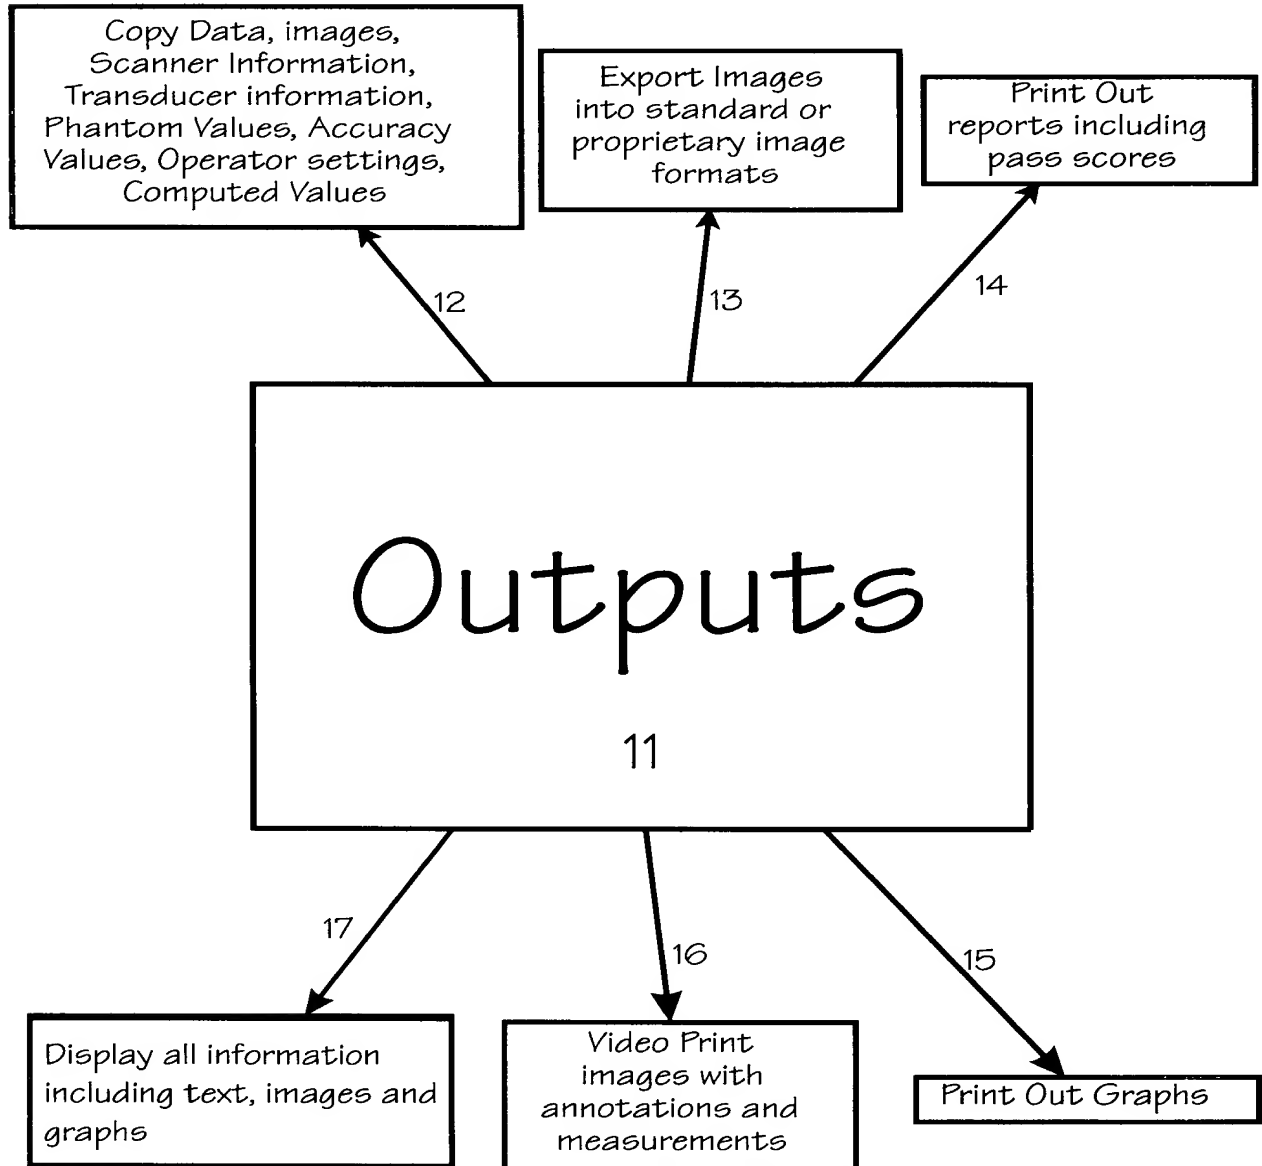 Copy Data, images,
Scanner Information,
Transducer information,
Phantom Values, Accuracy
Values, Operator settings,
Computed Values
Export Images
into standard or
proprietary image
formats
Print Out
reports including
pass scores
12
13
14
Outputs
11
17
16
15
Display all information
including text, images and
graphs
Video Print
images with
annotations and
measurements
Print Out Graphs